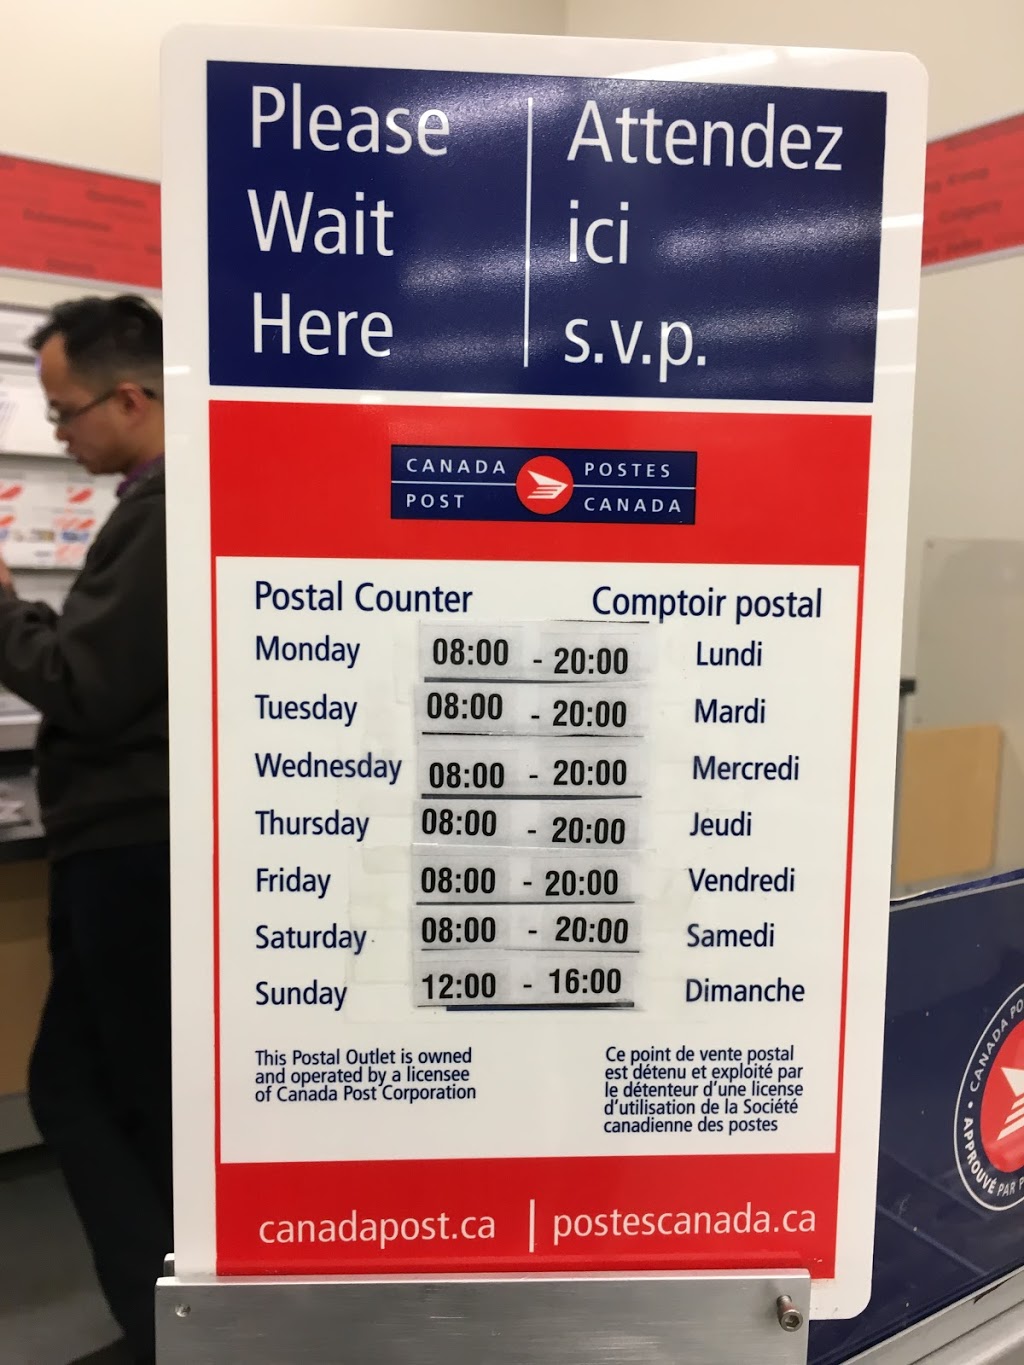 Please
Wait
Here
Attendez
ici
s.v.p.
CANADA
POST
POSTES
CANADA
Postal Counter Comptoir postal
Monday 08:00 - 20:00 Lundi
Tuesday 08:00 - 20:00 Mardi
Wednesday 08:00 - 20:00 Mercredi
Thursday 08:00 - 20:00 Jeudi
Friday 08:00 - 20:00 Vendredi
Saturday 08:00 - 20:00 Samedi
Sunday 12:00 - 16:00 Dimanche
This Postal Outlet is owned
and operated by a licensee
of Canada Post Corporation
Ce point de vente postal
est détenu et exploité par
le détenteur d'une license
d'utilisation de la Société
canadienne des postes
canadapost.ca | postescanada.ca
CANADA PO
APPROUVÉ PAR P